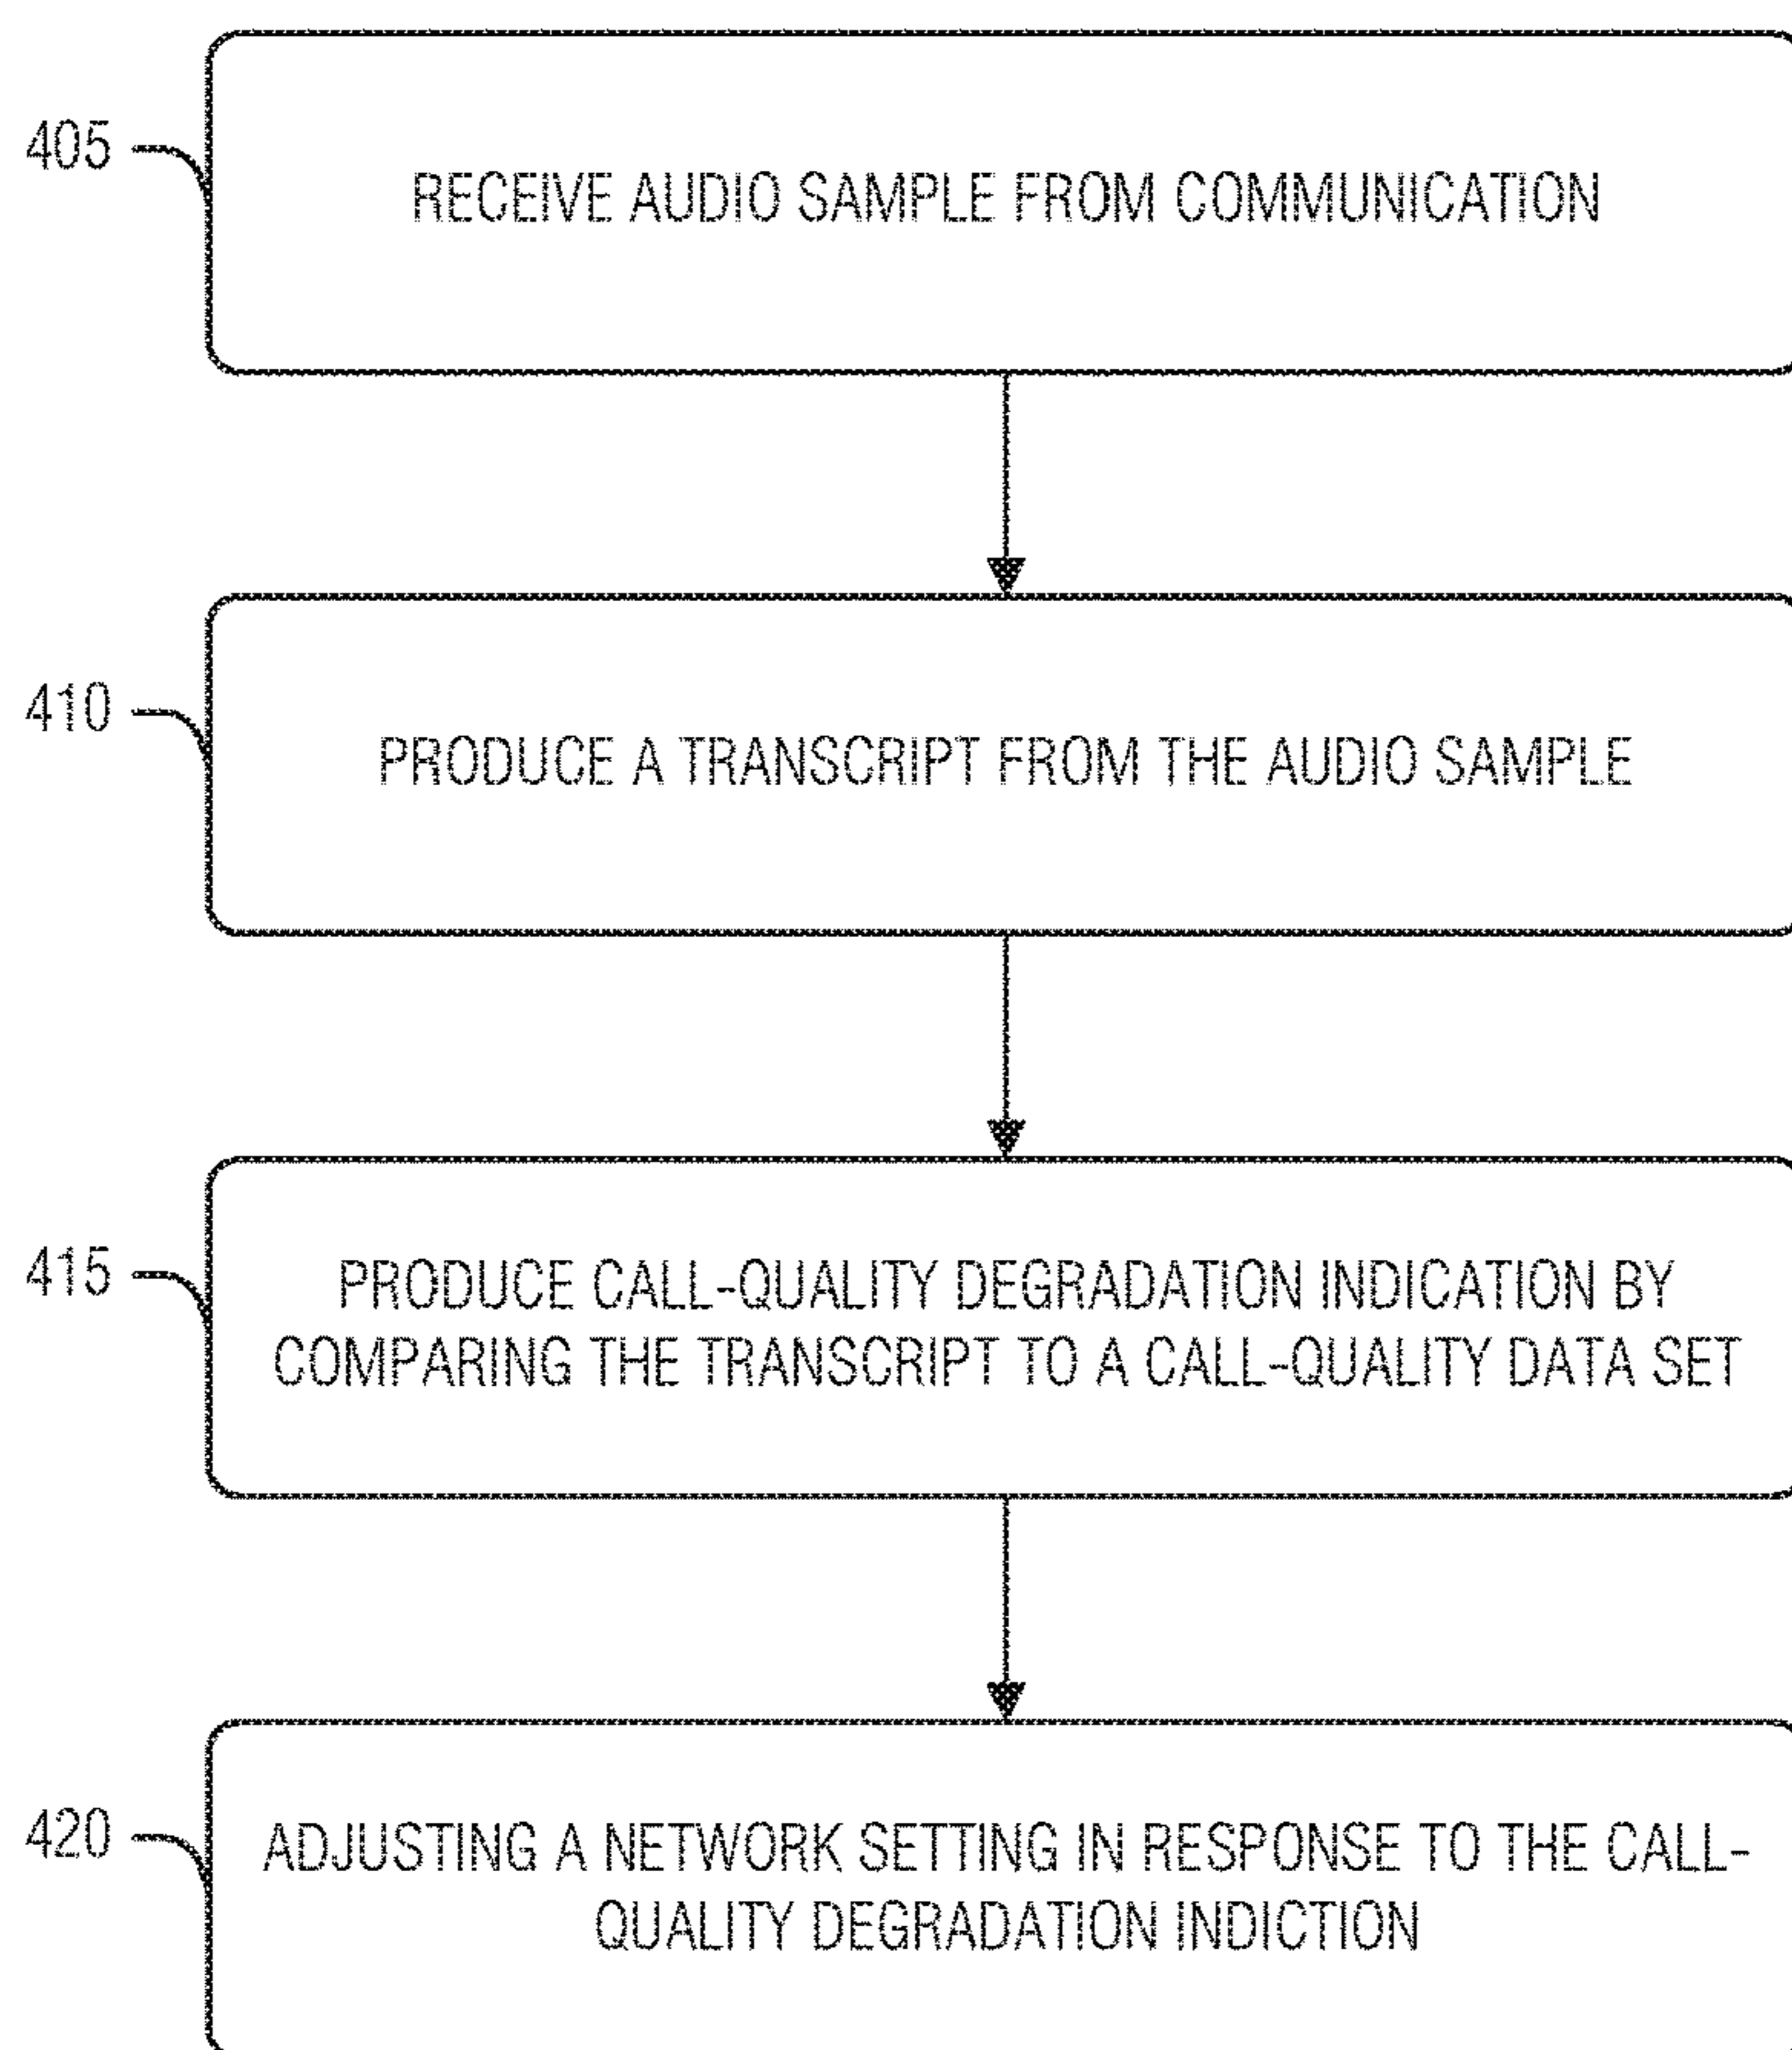 405
RECEIVE AUDIO SAMPLE FROM COMMUNICATION
410
PRODUCE A TRANSCRIPT FROM THE AUDIO SAMPLE
415
PRODUCE CALL-QUALITY DEGRADATION INDICATION BY
COMPARING THE TRANSCRIPT TO A CALL-QUALITY DATA SET
420
ADJUSTING A NETWORK SETTING IN RESPONSE TO THE CALL-
QUALITY DEGRADATION INDICTION